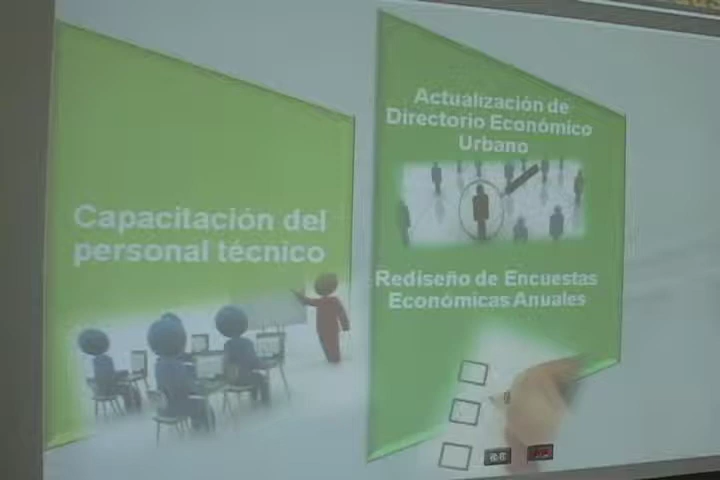 Capacitación del
personal técnico
Actualización de
Directorio Económico
Urbano
Rediseño de Encuestas
Económicas Anuales